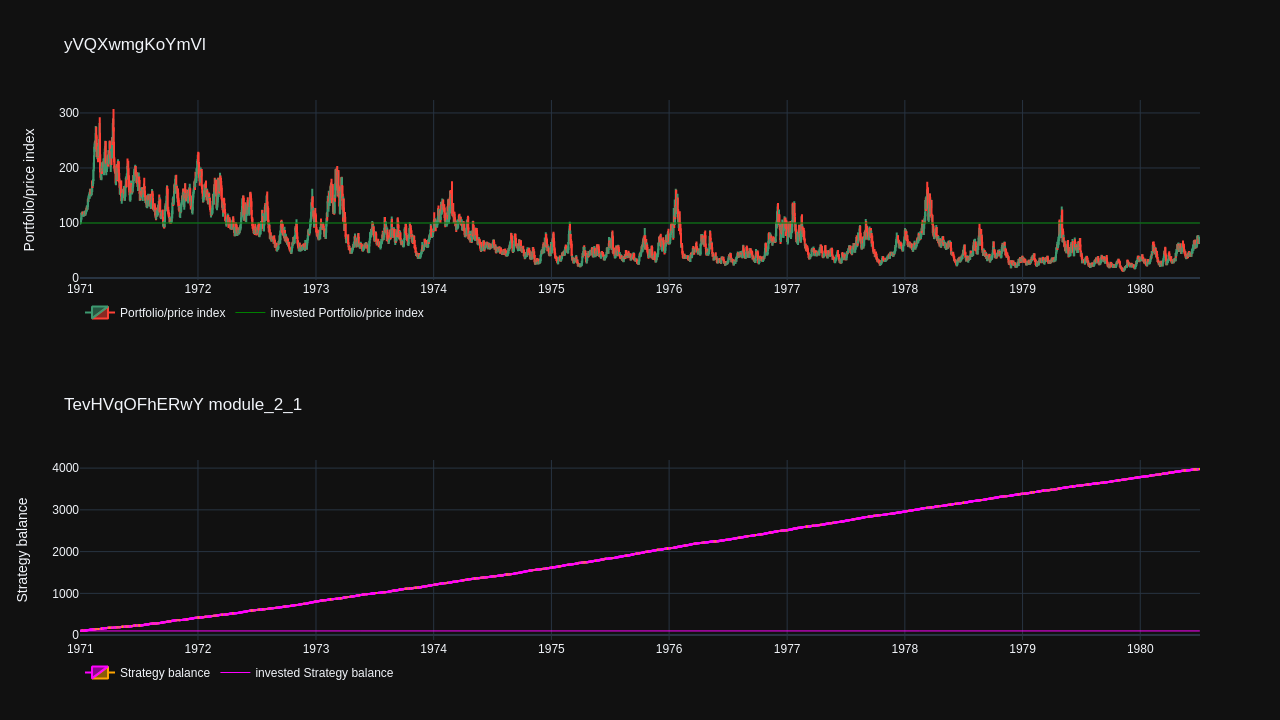 yVQXwmgKoYmVl
Portfolio/price index
300
200
100
0
1971 1972 1973 1974 1975 1976 1977 1978 1979 1980
Portfolio/price index invested Portfolio/price index
TevHVqOFhERwY module_2_1
Strategy balance
4000
3000
2000
1000
0
1971 1972 1973 1974 1975 1976 1977 1978 1979 1980
Strategy balance invested Strategy balance